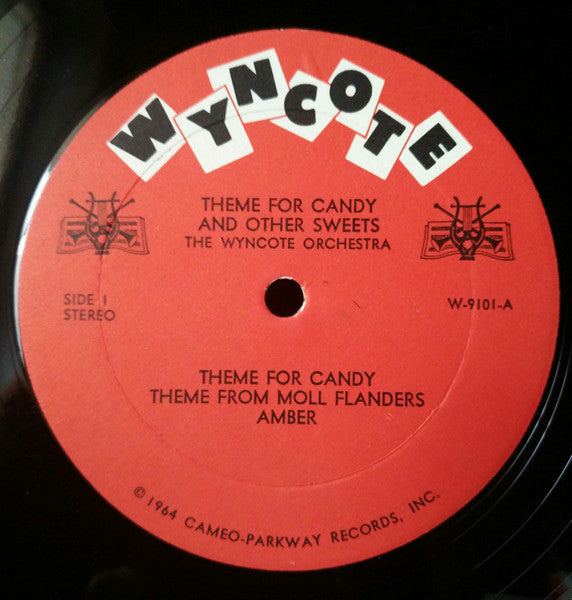 WYNCOTE
THEME FOR CANDY
AND OTHER SWEETS
THE WYNCOTE ORCHESTRA
SIDE 1
STEREO
W-9101-A
THEME FOR CANDY
THEME FROM MOLL FLANDERS
AMBER
© 1964 CAMEO-PARKWAY RECORDS, INC.